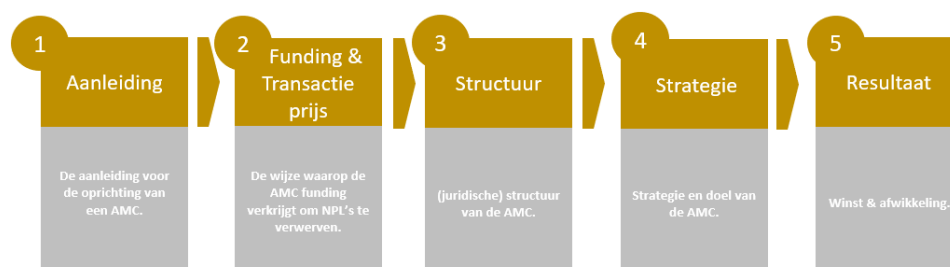 1
Aanleiding
De aanleiding voor
de oprichting van
een AMC.
2
Funding &
Transactie
prijs
De wijze waarop de
AMC funding
verkrijgt om NPL's te
verwerven.
3
Structuur
(juridische) structuur
van de AMC.
4
Strategie
Strategie en doel van
de AMC.
5
Resultaat
Winst & afwikkeling.